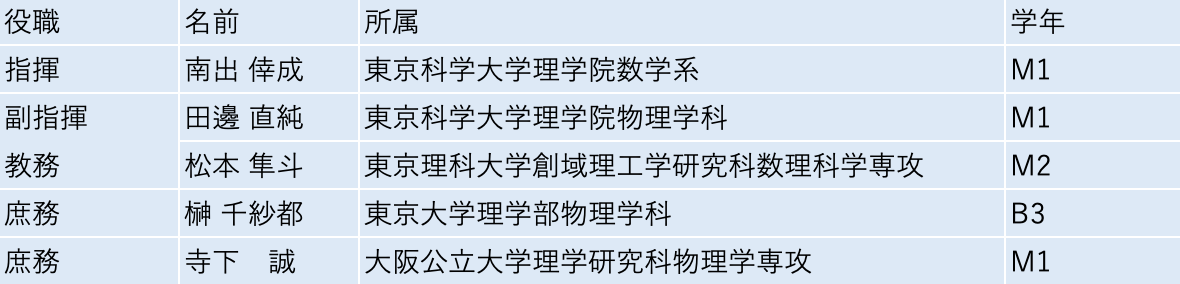 役職 名前 所属 学年
指揮 南出 倖成 東京科学大学理学院数学系 M1
副指揮 田邊 直純 東京科学大学理学院物理学科 M1
教務 松本 隼斗 東京理科大学創域理工学研究科数理科学専攻 M2
庶務 榊 千紗都 東京大学理学部物理学科 B3
庶務 寺下　誠 大阪公立大学理学研究科物理学専攻 M1